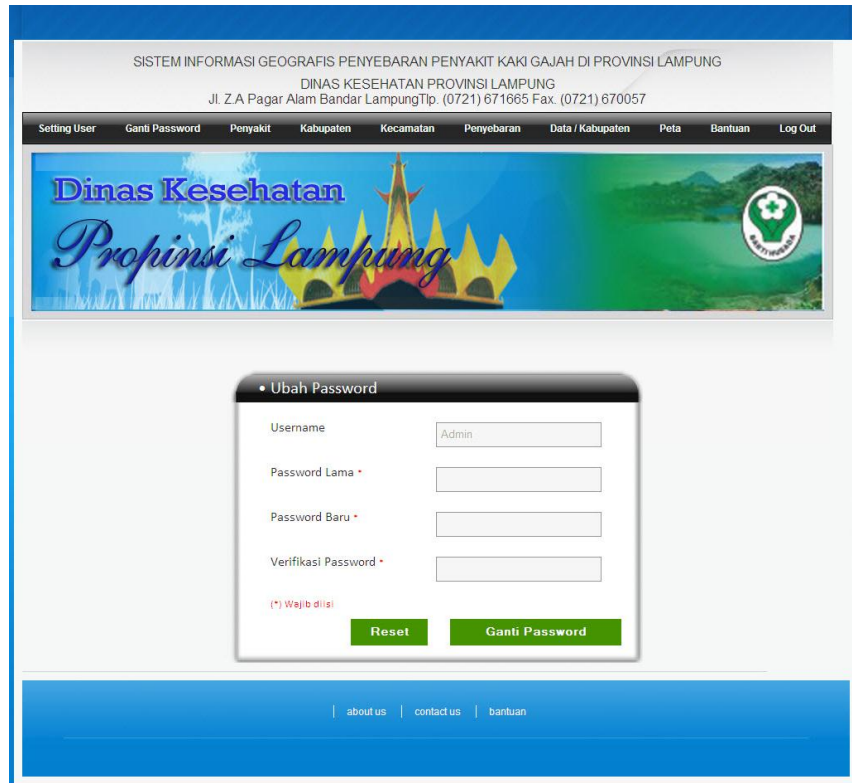 SISTEM INFORMASI GEOGRAFIS PENYEBARAN PENYAKIT KAKI GAJAH DI PROVINSI LAMPUNG
DINAS KESEHATAN PROVINSI LAMPUNG
Jl. Z.A Pagar Alam Bandar LampungTlp. (0721) 671665 Fax. (0721) 670057
Setting User Ganti Password Penyakit Kabupaten Kecamatan Penyebaran Data / Kabupaten Peta Bantuan Log Out
Dinas Kesehatan
Propinsi Lampung
BAKTI HUSADA
• Ubah Password
Username Admin
Password Lama *
Password Baru *
Verifikasi Password *
(*) Wajib diisi
Reset Ganti Password
| about us | contact us | bantuan